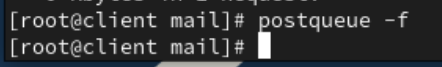 [root@client mail]# postqueue -f
[root@client mail]#